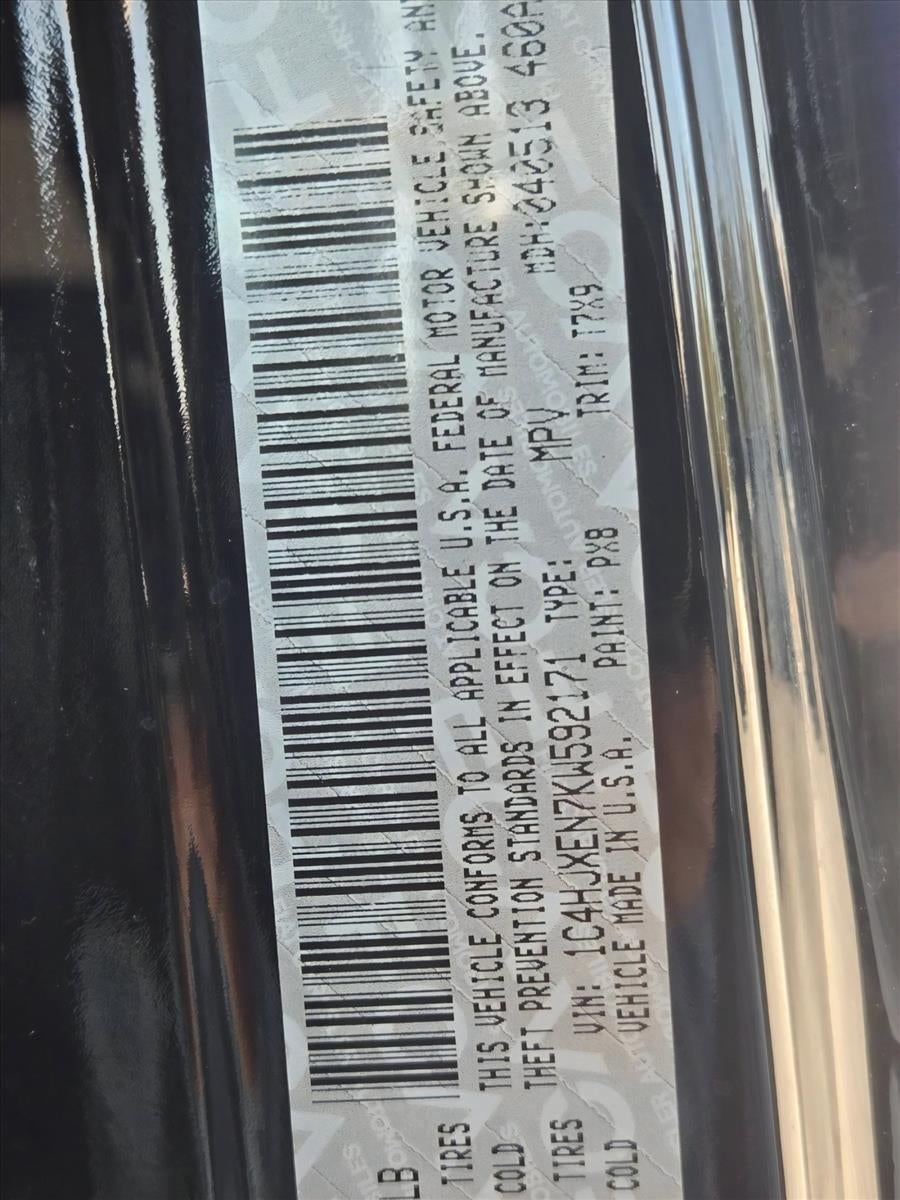 LB
TIRES
COLD
THIS VEHICLE CONFORMS TO ALL APPLICABLE U.S.A. FEDERAL MOTOR VEHICLE SAFETY AN
THEFT PREVENTION STANDARDS IN EFFECT ON THE DATE OF MANUFACTURE SHOWN ABOVE.
TIRES
COLD
VIN: 1C4HJXEN7KW592171 TYPE: MPV MDH:040513 460A
VEHICLE MADE IN U.S.A. PAINT: PX8 TRIM: T7X9